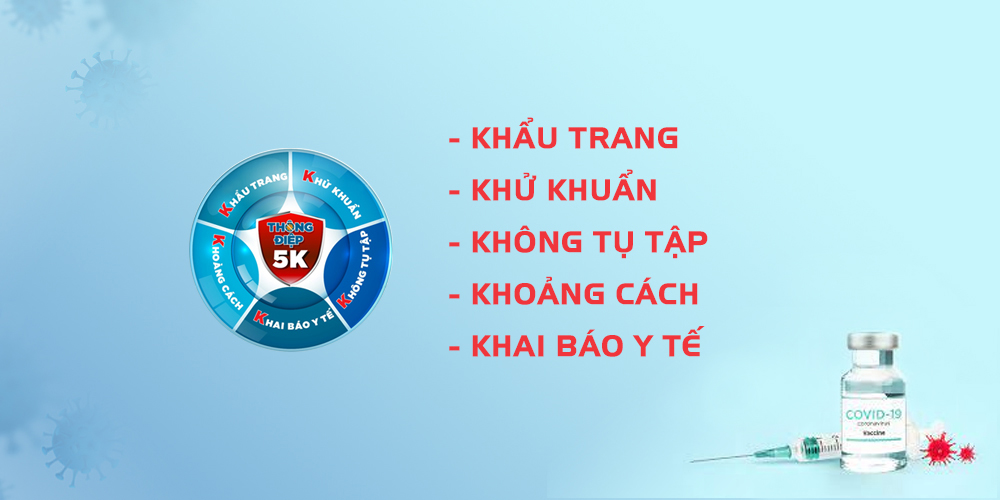 KHẨU TRANG
KHỬ KHUẨN
KHÔNG TỤ TẬP
KHOẢNG CÁCH
KHAI BÁO Y TẾ
THÔNG
ĐIỆP
5K
- KHẨU TRANG
- KHỬ KHUẨN
- KHÔNG TỤ TẬP
- KHOẢNG CÁCH
- KHAI BÁO Y TẾ
COVID-19
coronavirus
Vaccine